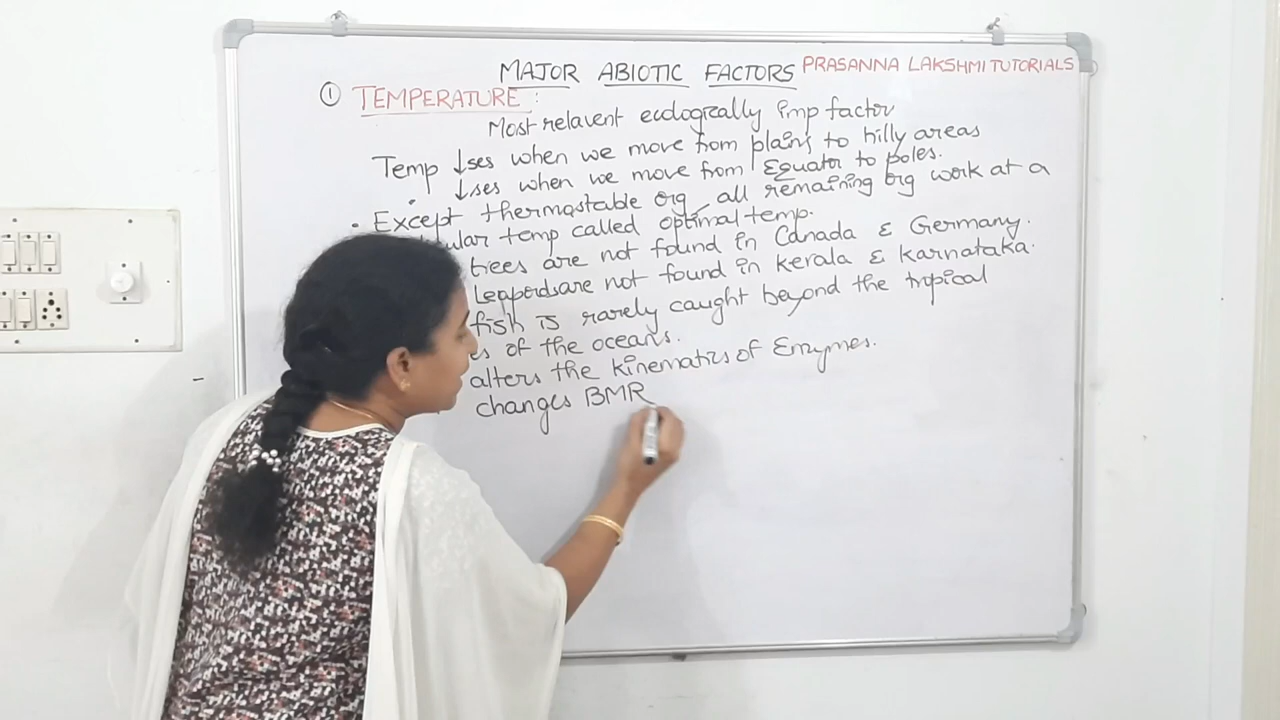 MAJOR ABIOTIC FACTORS PRASANNA LAKSHMI TUTORIALS
① TEMPERATURE :
Most relavent ecologically imp factor
Temp ↓ses when we move from plains to hilly areas
↓ses when we move from Equator to poles.
• Except thermostable org, all remaining org work at a
temp called optimal temp.
trees are not found in Canada & Germany.
Leopar​ds are not found in kerala & karnataka.
fish is rarely caught beyond the tropical
of the oceans.
alters the kinematics of Enzymes.
changes BMR